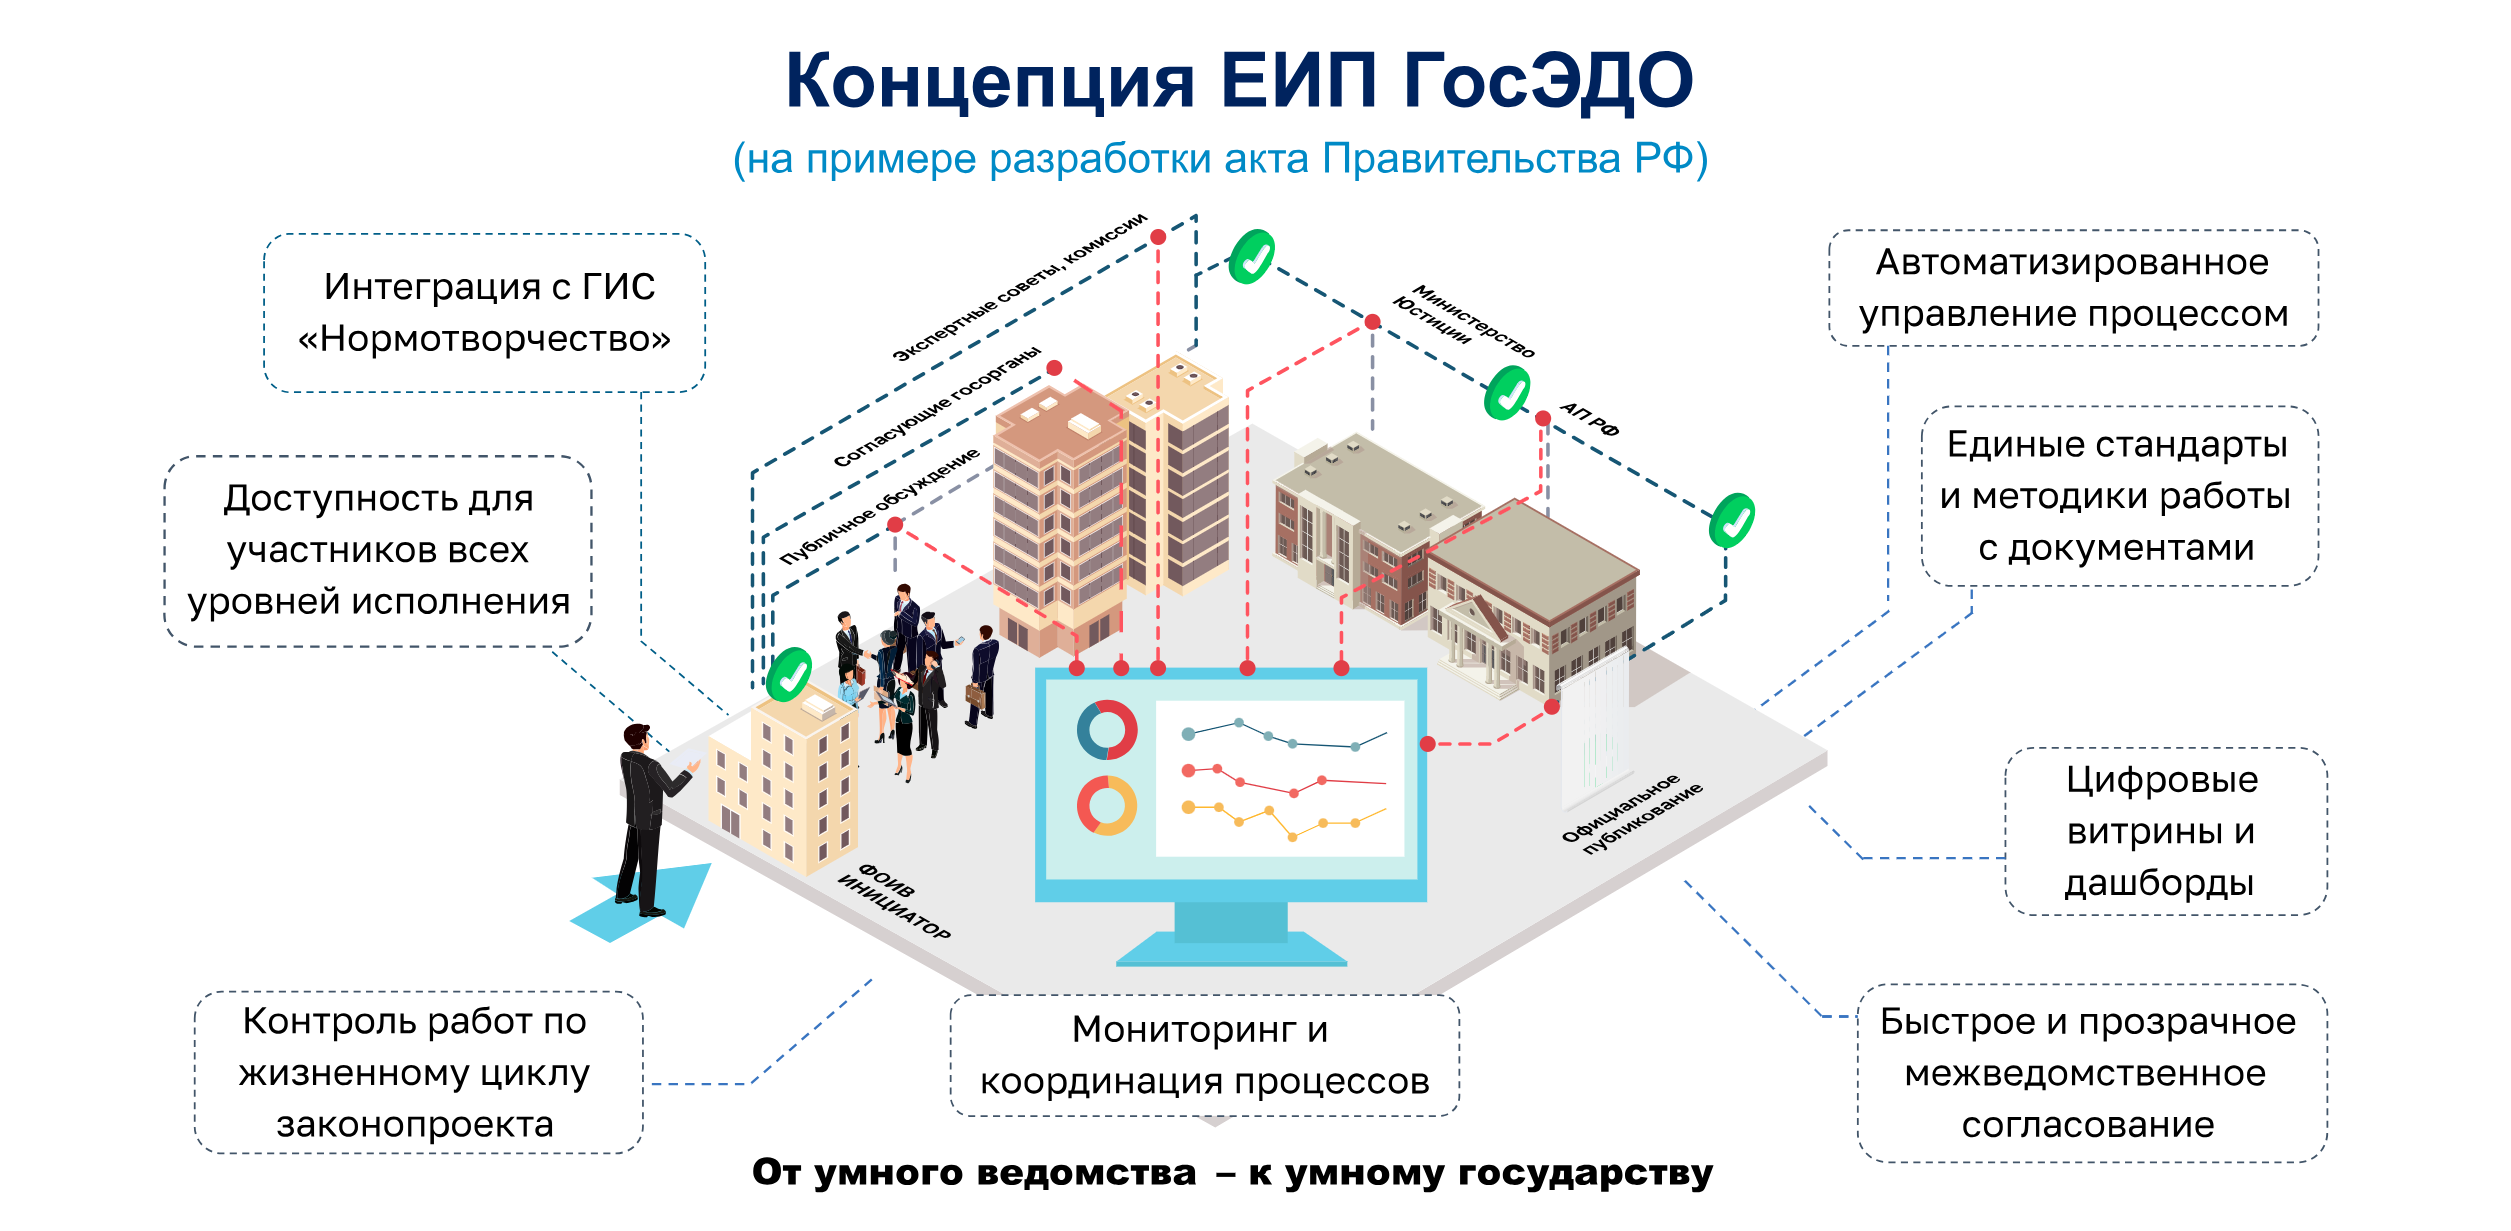 Концепция ЕИП ГосЭДО
(на примере разработки акта Правительства РФ)
Интеграция с ГИС
«Нормотворчество»
Доступность для
участников всех
уровней исполнения
Контроль работ по
жизненному циклу
законопроекта
Экспертные советы, комиссии
Согласующие госорганы
Публичное обсуждение
Министерство
Юстиции
АП РФ
ФОИВ
ИНИЦИАТОР
Официальное
публикование
Автоматизированное
управление процессом
Единые стандарты
и методики работы
с документами
Цифровые
витрины и
дашборды
Быстрое и прозрачное
межведомственное
согласование
Мониторинг и
координация процессов
От умного ведомства – к умному государству